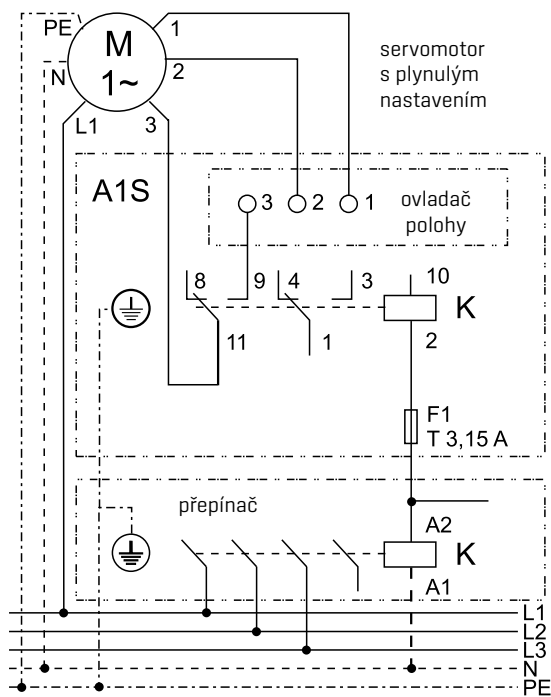 PE
M
1~
1
N
2
L1
3
servomotor
s plynulým
nastavením
A1S
3
2
1
ovladač
polohy
8
9
4
3
10
K
11
1
2
F1
T 3,15 A
přepínač
A2
K
A1
L1
L2
L3
N
PE